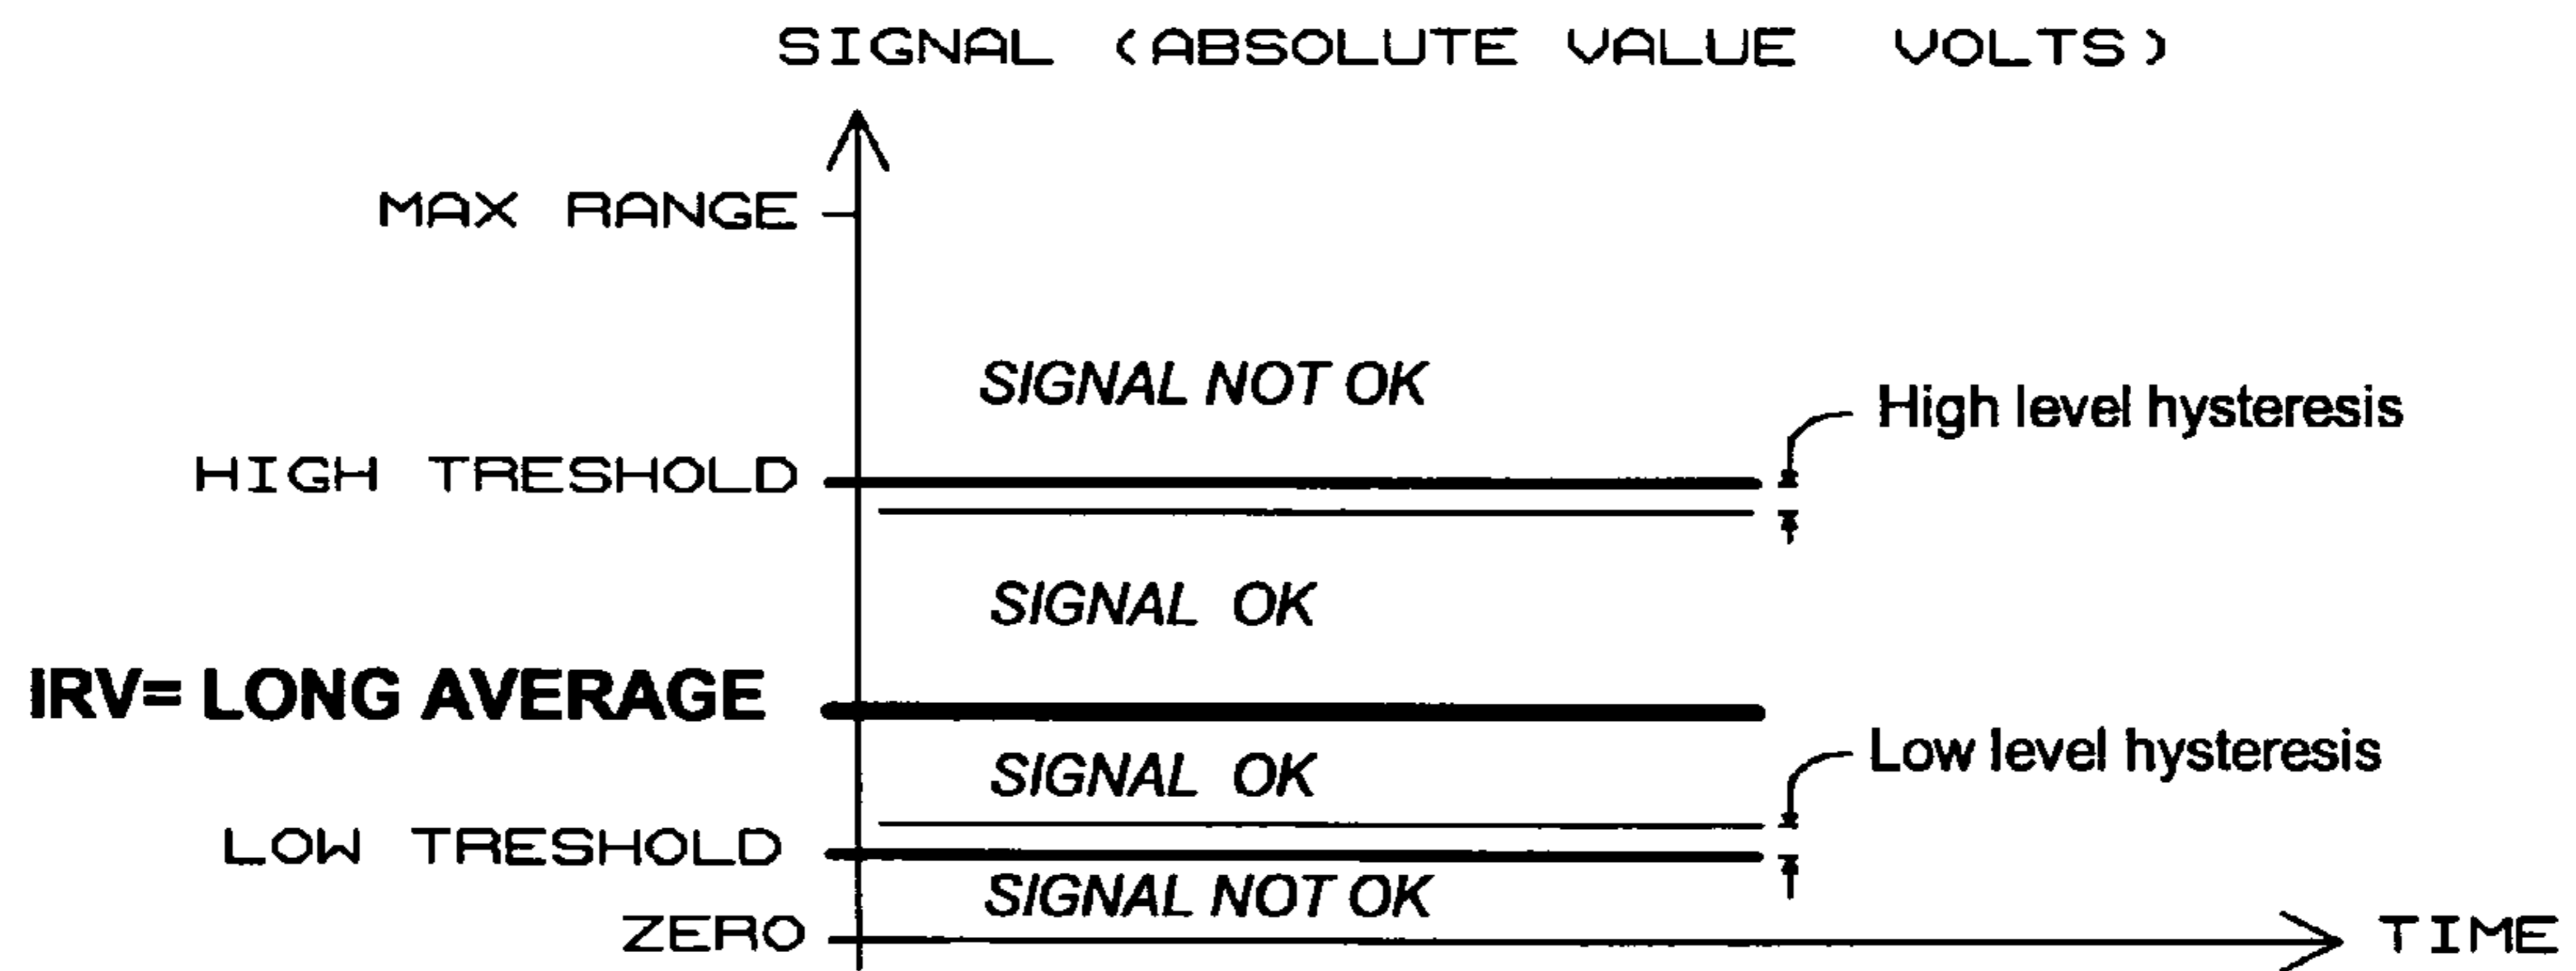 SIGNAL (ABSOLUTE VALUE VOLTS)
MAX RANGE
SIGNAL NOT OK
High level hysteresis
HIGH TRESHOLD
SIGNAL OK
IRV= LONG AVERAGE
SIGNAL OK
Low level hysteresis
LOW TRESHOLD
SIGNAL NOT OK
ZERO
TIME